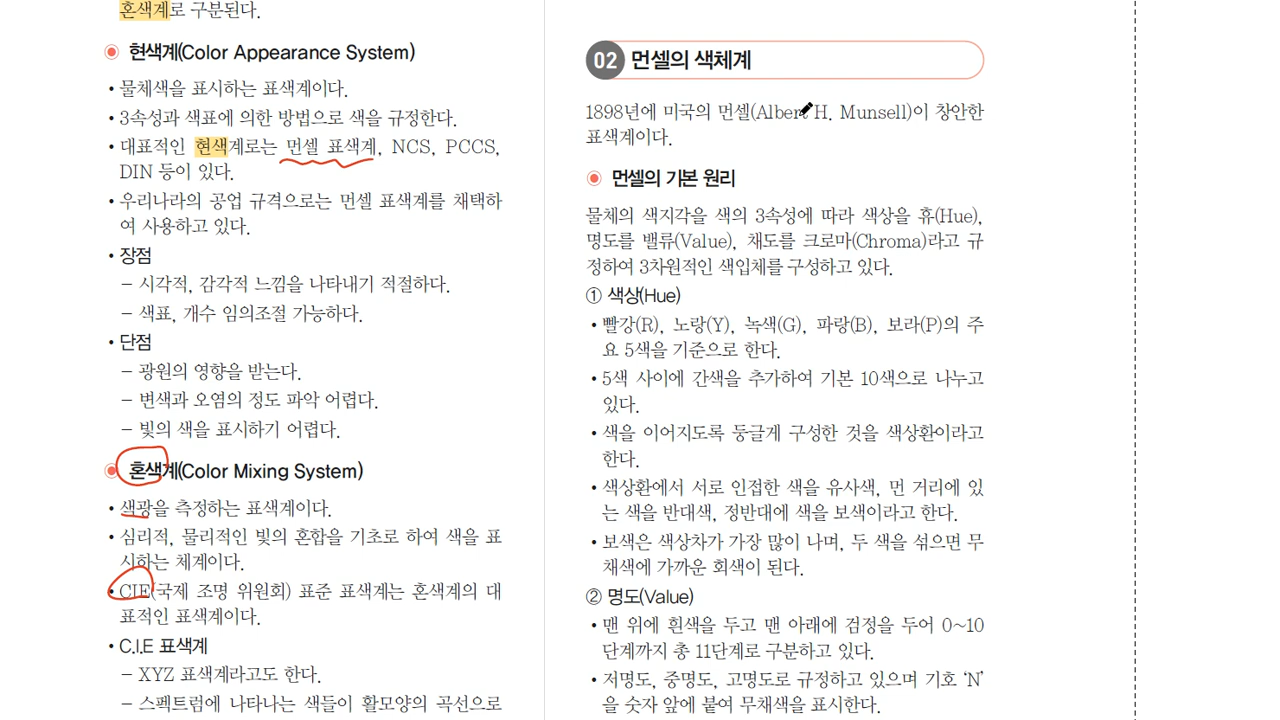 혼색계로 구분된다.
현색계(Color Appearance System)
• 물체색을 표시하는 표색계이다.
• 3속성과 색표에 의한 방법으로 색을 규정한다.
• 대표적인 현색계로는 먼셀 표색계, NCS, PCCS,
DIN 등이 있다.
• 우리나라의 공업 규격으로는 먼셀 표색계를 채택하
여 사용하고 있다.
• 장점
– 시각적, 감각적 느낌을 나타내기 적절하다.
– 색표, 개수 임의조절 가능하다.
• 단점
– 광원의 영향을 받는다.
– 변색과 오염의 정도 파악 어렵다.
– 빛의 색을 표시하기 어렵다.
혼색계(Color Mixing System)
• 색광을 측정하는 표색계이다.
• 심리적, 물리적인 빛의 혼합을 기초로 하여 색을 표
시하는 체계이다.
• CIE(국제 조명 위원회) 표준 표색계는 혼색계의 대
표적인 표색계이다.
• C.I.E 표색계
– XYZ 표색계라고도 한다.
– 스펙트럼에 나타나는 색들이 활모양의 곡선으로
02 먼셀의 색체계
1898년에 미국의 먼셀(Albert H. Munsell)이 창안한
표색계이다.
먼셀의 기본 원리
물체의 색지각을 색의 3속성에 따라 색상을 휴(Hue),
명도를 밸류(Value), 채도를 크로마(Chroma)라고 규
정하여 3차원적인 색입체를 구성하고 있다.
① 색상(Hue)
• 빨강(R), 노랑(Y), 녹색(G), 파랑(B), 보라(P)의 주
요 5색을 기준으로 한다.
• 5색 사이에 간색을 추가하여 기본 10색으로 나누고
있다.
• 색을 이어지도록 둥글게 구성한 것을 색상환이라고
한다.
• 색상환에서 서로 인접한 색을 유사색, 먼 거리에 있
는 색을 반대색, 정반대에 색을 보색이라고 한다.
• 보색은 색상차가 가장 많이 나며, 두 색을 섞으면 무
채색에 가까운 회색이 된다.
② 명도(Value)
• 맨 위에 흰색을 두고 맨 아래에 검정을 두어 0~10
단계까지 총 11단계로 구분하고 있다.
• 저명도, 중명도, 고명도로 규정하고 있으며 기호 ‘N’
을 숫자 앞에 붙여 무채색을 표시한다.